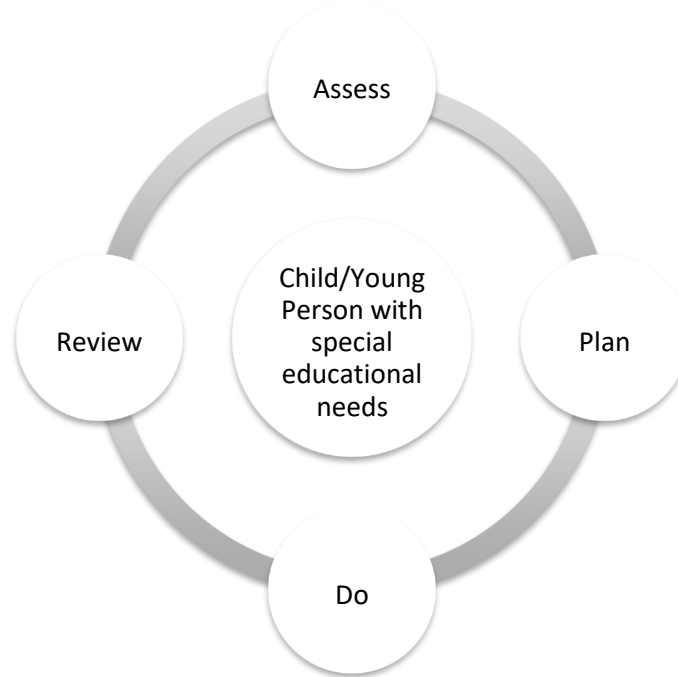 Assess
Child/Young
Person with
special
educational
needs
Review
Plan
Do